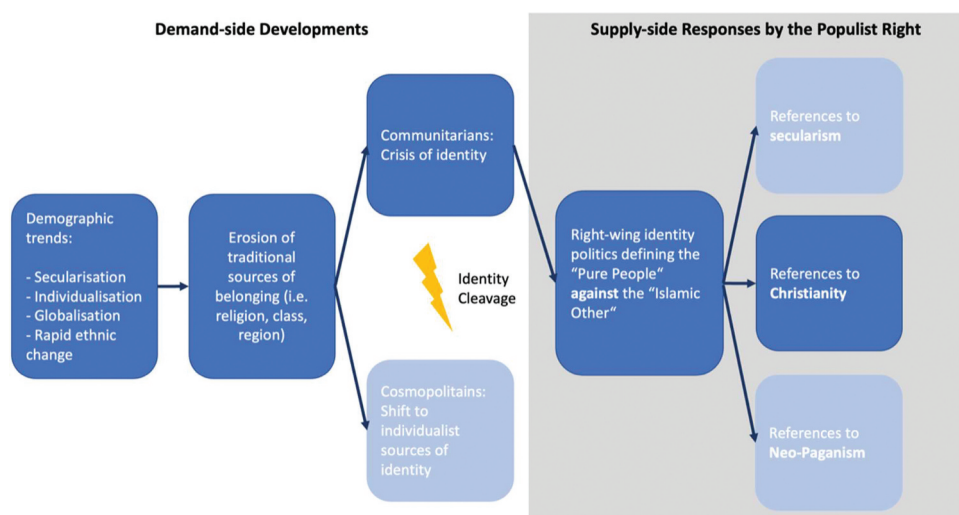 Demand-side Developments
Supply-side Responses by the Populist Right
Demographic
trends:
- Secularisation
- Individualisation
- Globalisation
- Rapid ethnic
change
Erosion of
traditional
sources of
belonging (i.e.
religion, class,
region)
Communitarians:
Crisis of identity
Identity
Cleavage
Cosmopolitains:
Shift to
individualist
sources of
identity
Right-wing identity
politics defining the
“Pure People“
against the “Islamic
Other“
References to
secularism
References to
Christianity
References to
Neo-Paganism